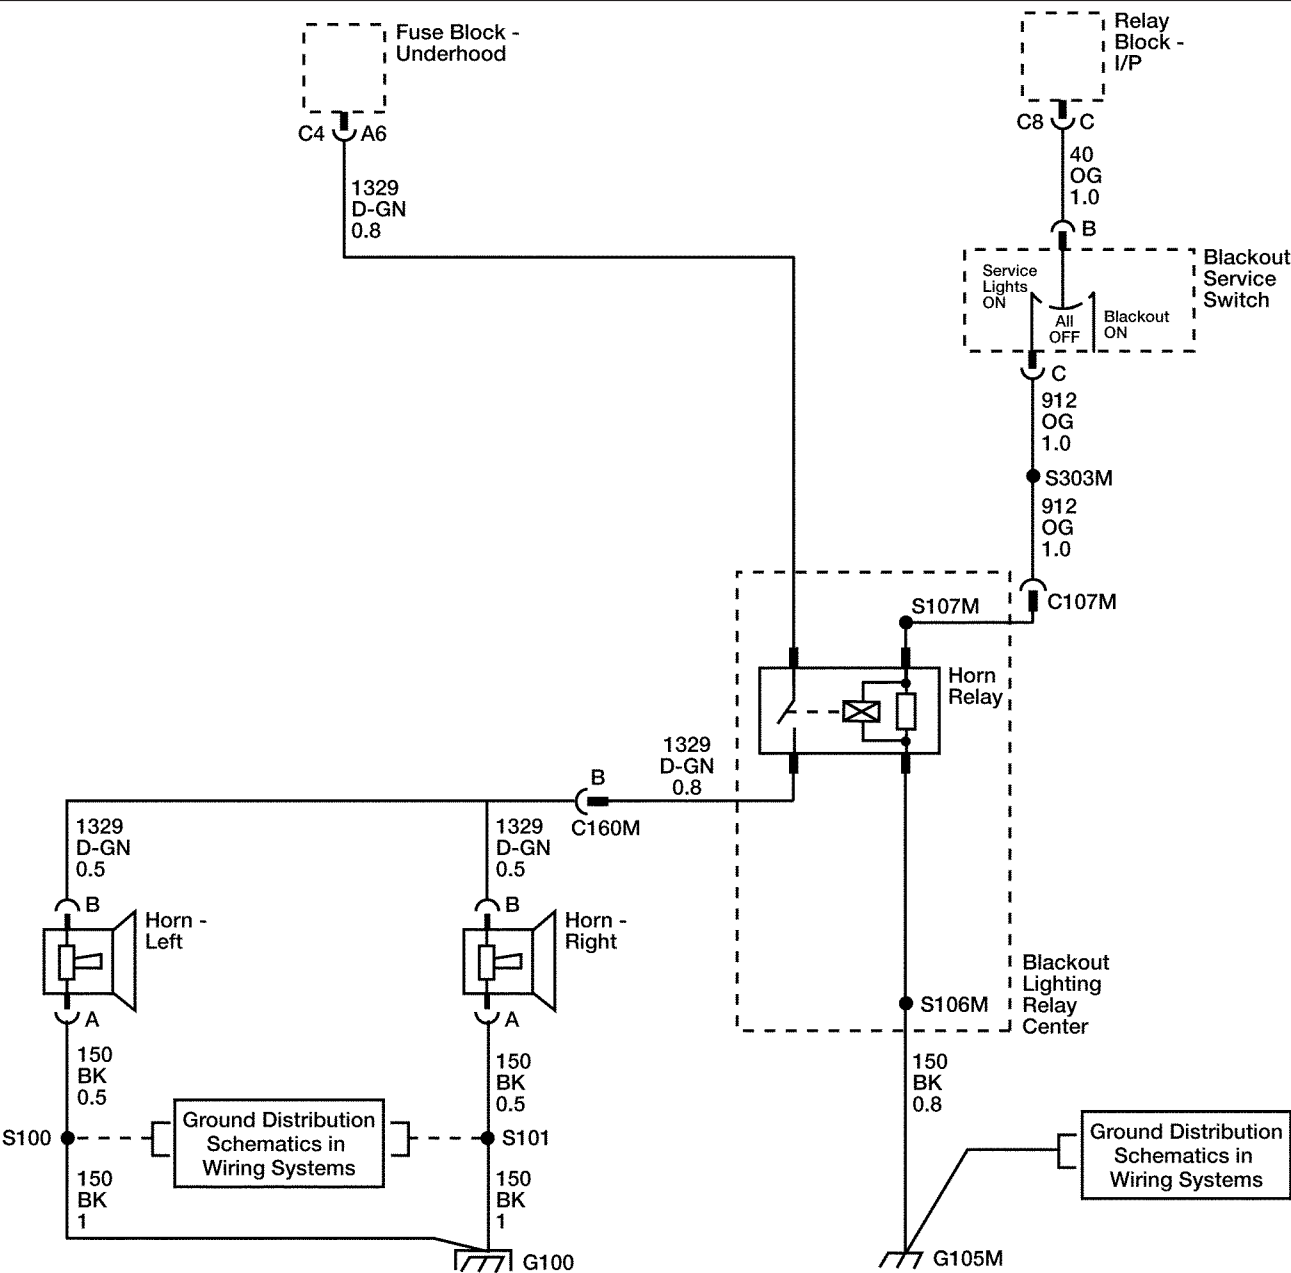 Fuse Block -
Underhood
C4
A6
1329
D-GN
0.8
Relay
Block -
I/P
C8
C
40
OG
1.0
B
Blackout
Service
Switch
Service
Lights
ON
All
OFF
Blackout
ON
C
912
OG
1.0
S303M
912
OG
1.0
C107M
S107M
Horn
Relay
1329
D-GN
0.8
B
C160M
1329
D-GN
0.5
1329
D-GN
0.5
B
Horn -
Left
B
Horn -
Right
A
A
Blackout
Lighting
Relay
Center
S106M
150
BK
0.5
150
BK
0.5
150
BK
0.8
S100
Ground Distribution
Schematics in
Wiring Systems
S101
Ground Distribution
Schematics in
Wiring Systems
150
BK
1
150
BK
1
G100
G105M